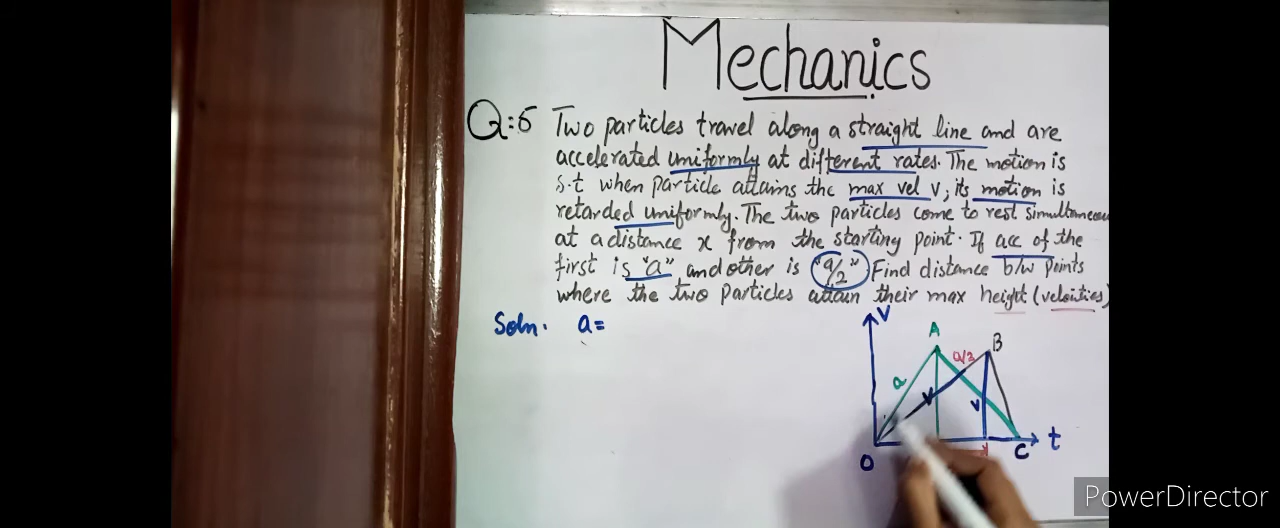 Mechanics
Q:5 Two particles travel along a straight line and are
accelerated uniformly at different rates. The motion is
s.t when particle attains the max vel v; its motion is
retarded uniformly. The two particles come to rest simultaneou
at a distance x from the starting point. If acc of the
first is "a" and other is "a/2" Find distance b/w points
where the two particles attain their max height (velocities)
Soln. a=
V
A
B
a
a/2
V
V
O
C
t
PowerDirector